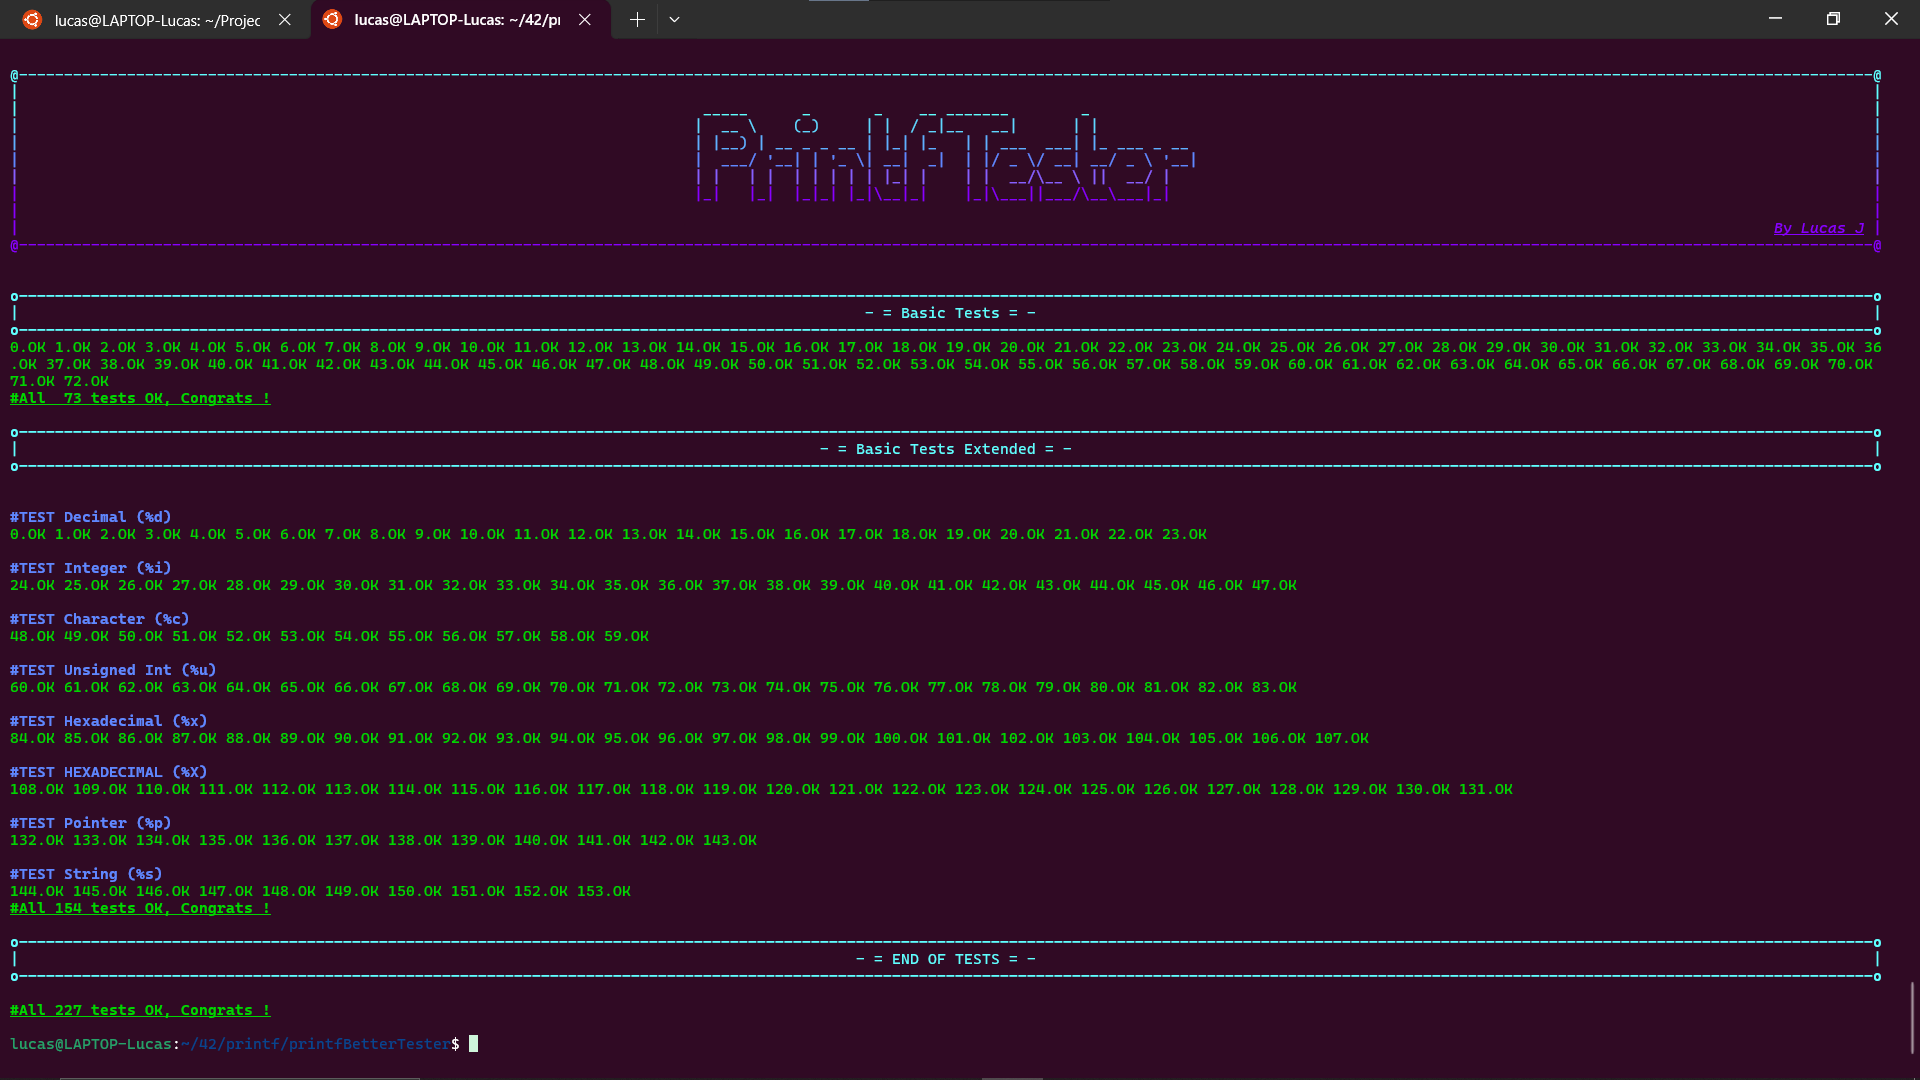 lucas@LAPTOP-Lucas: ~/Projec
lucas@LAPTOP-Lucas: ~/42/p
Printf Tester
By Lucas J
- = Basic Tests = -
0.OK 1.OK 2.OK 3.OK 4.OK 5.OK 6.OK 7.OK 8.OK 9.OK 10.OK 11.OK 12.OK 13.OK 14.OK 15.OK 16.OK 17.OK 18.OK 19.OK 20.OK 21.OK 22.OK 23.OK 24.OK 25.OK 26.OK 27.OK 28.OK 29.OK 30.OK 31.OK 32.OK 33.OK 34.OK 35.OK 36
.OK 37.OK 38.OK 39.OK 40.OK 41.OK 42.OK 43.OK 44.OK 45.OK 46.OK 47.OK 48.OK 49.OK 50.OK 51.OK 52.OK 53.OK 54.OK 55.OK 56.OK 57.OK 58.OK 59.OK 60.OK 61.OK 62.OK 63.OK 64.OK 65.OK 66.OK 67.OK 68.OK 69.OK 70.OK
71.OK 72.OK
#All  73 tests OK, Congrats !
- = Basic Tests Extended = -
#TEST Decimal (%d)
0.OK 1.OK 2.OK 3.OK 4.OK 5.OK 6.OK 7.OK 8.OK 9.OK 10.OK 11.OK 12.OK 13.OK 14.OK 15.OK 16.OK 17.OK 18.OK 19.OK 20.OK 21.OK 22.OK 23.OK
#TEST Integer (%i)
24.OK 25.OK 26.OK 27.OK 28.OK 29.OK 30.OK 31.OK 32.OK 33.OK 34.OK 35.OK 36.OK 37.OK 38.OK 39.OK 40.OK 41.OK 42.OK 43.OK 44.OK 45.OK 46.OK 47.OK
#TEST Character (%c)
48.OK 49.OK 50.OK 51.OK 52.OK 53.OK 54.OK 55.OK 56.OK 57.OK 58.OK 59.OK
#TEST Unsigned Int (%u)
60.OK 61.OK 62.OK 63.OK 64.OK 65.OK 66.OK 67.OK 68.OK 69.OK 70.OK 71.OK 72.OK 73.OK 74.OK 75.OK 76.OK 77.OK 78.OK 79.OK 80.OK 81.OK 82.OK 83.OK
#TEST Hexadecimal (%x)
84.OK 85.OK 86.OK 87.OK 88.OK 89.OK 90.OK 91.OK 92.OK 93.OK 94.OK 95.OK 96.OK 97.OK 98.OK 99.OK 100.OK 101.OK 102.OK 103.OK 104.OK 105.OK 106.OK 107.OK
#TEST HEXADECIMAL (%X)
108.OK 109.OK 110.OK 111.OK 112.OK 113.OK 114.OK 115.OK 116.OK 117.OK 118.OK 119.OK 120.OK 121.OK 122.OK 123.OK 124.OK 125.OK 126.OK 127.OK 128.OK 129.OK 130.OK 131.OK
#TEST Pointer (%p)
132.OK 133.OK 134.OK 135.OK 136.OK 137.OK 138.OK 139.OK 140.OK 141.OK 142.OK 143.OK
#TEST String (%s)
144.OK 145.OK 146.OK 147.OK 148.OK 149.OK 150.OK 151.OK 152.OK 153.OK
#All 154 tests OK, Congrats !
- = END OF TESTS = -
#All 227 tests OK, Congrats !
lucas@LAPTOP-Lucas:~/42/printf/printfBetterTester$